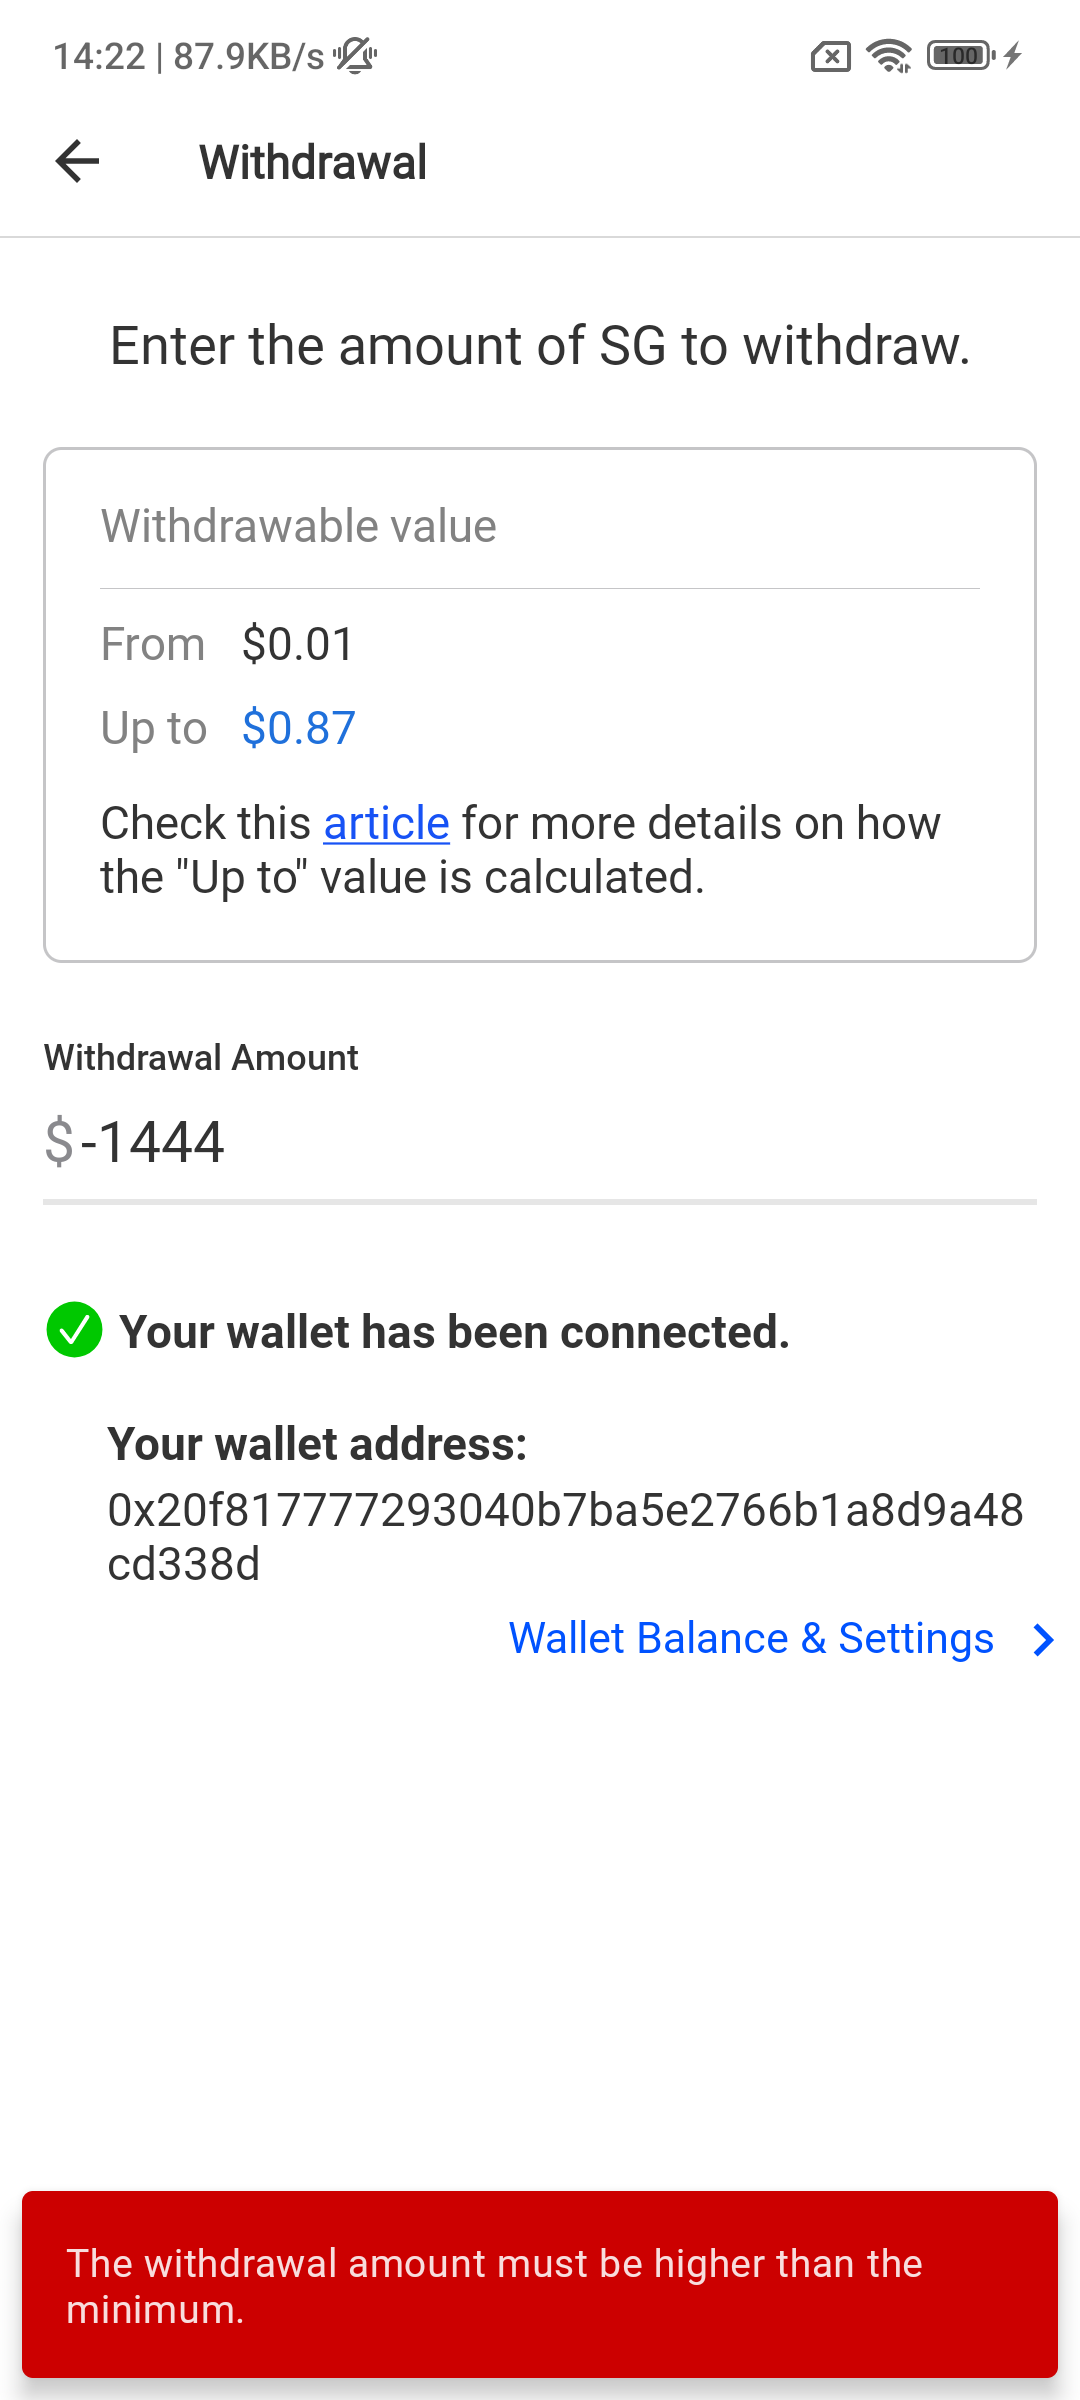 14:22 | 87.9KB/s
100
Withdrawal
Enter the amount of SG to withdraw.
Withdrawable value
From $0.01
Up to $0.87
Check this article for more details on how
the "Up to" value is calculated.
Withdrawal Amount
$-1444
Your wallet has been connected.
Your wallet address:
0x20f817777293040b7ba5e2766b1a8d9a48
cd338d
Wallet Balance & Settings
The withdrawal amount must be higher than the
minimum.